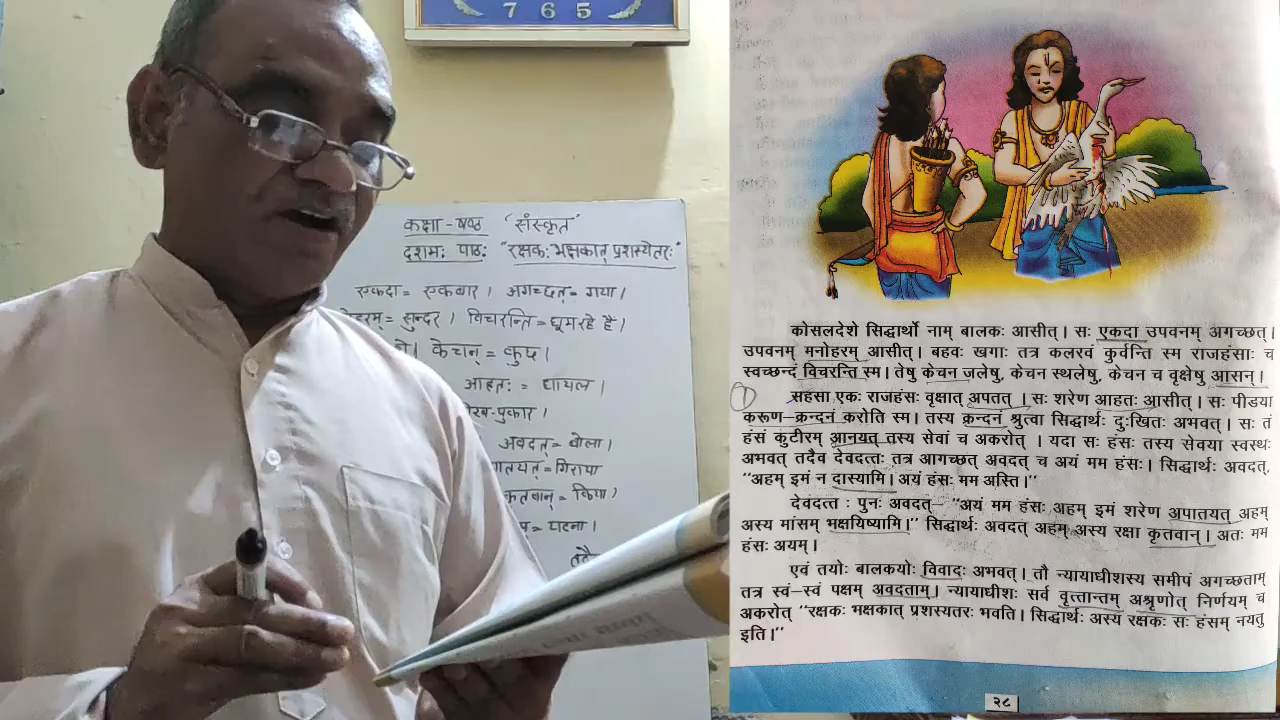 7 6 5
कक्षा - षष्ठ "संस्कृत"
दशमः पाठः "रक्षकः भक्षकात् प्रशस्येतरः"
एकदा = एकबार। अगच्छत् = गया।
= सुन्दर। विचरन्ति = घूम रहे है।
केचन् = कुछ।
आहतः = घायल।
पुकार।
अवदत् = बोला।
गिराया
किया।
= घटना।
कोसलदेशे सिद्धार्थो नाम बालकः आसीत्। सः एकदा उपवनम् अगच्छत्।
उपवनम् मनोहरम् आसीत्। बहवः खगाः तत्र कलरवं कुर्वन्ति स्म राजहंसाः च
स्वच्छन्दं विचरन्ति स्म। तेषु केचन जलेषु, केचन स्थलेषु, केचन च वृक्षेषु आसन्।
① सहसा एकः राजहंसः वृक्षात् अपतत्। सः शरेण आहतः आसीत्। सः पीडया
करूण–क्रन्दनं करोति स्म। तस्य क्रन्दनं श्रुत्वा सिद्धार्थः दुःखितः अभवत्। सः तं
हंसं कुटीरम् आनयत् तस्य सेवां च अकरोत् । यदा सः हंसः तस्य सेवया स्वस्थः
अभवत् तदैव देवदत्तः तत्र आगच्छत् अवदत् च अयं मम हंसः। सिद्धार्थः अवदत्,
"अहम् इमं न दास्यामि। अयं हंसः मम अस्ति।"
देवदत्त : पुनः अवदत् –"अयं मम हंसः अहम् इमं शरेण अपातयत् अहम्
अस्य मांसम् भक्षयिष्यामि।" सिद्धार्थः अवदत् अहम् अस्य रक्षा कृतवान्। अतः मम
हंसः अयम्।
एवं तयोः बालकयोः विवादः अभवत्। तौ न्यायाधीशस्य समीपं अगच्छताम्
तत्र स्वं–स्वं पक्षम् अवदताम्। न्यायाधीशः सर्वं वृत्तान्तम् अश्रृणोत् निर्णयम् च
अकरोत् "रक्षकः भक्षकात् प्रशस्यतरः भवति। सिद्धार्थः अस्य रक्षकः सः हंसम् नयतु
इति।"
२८